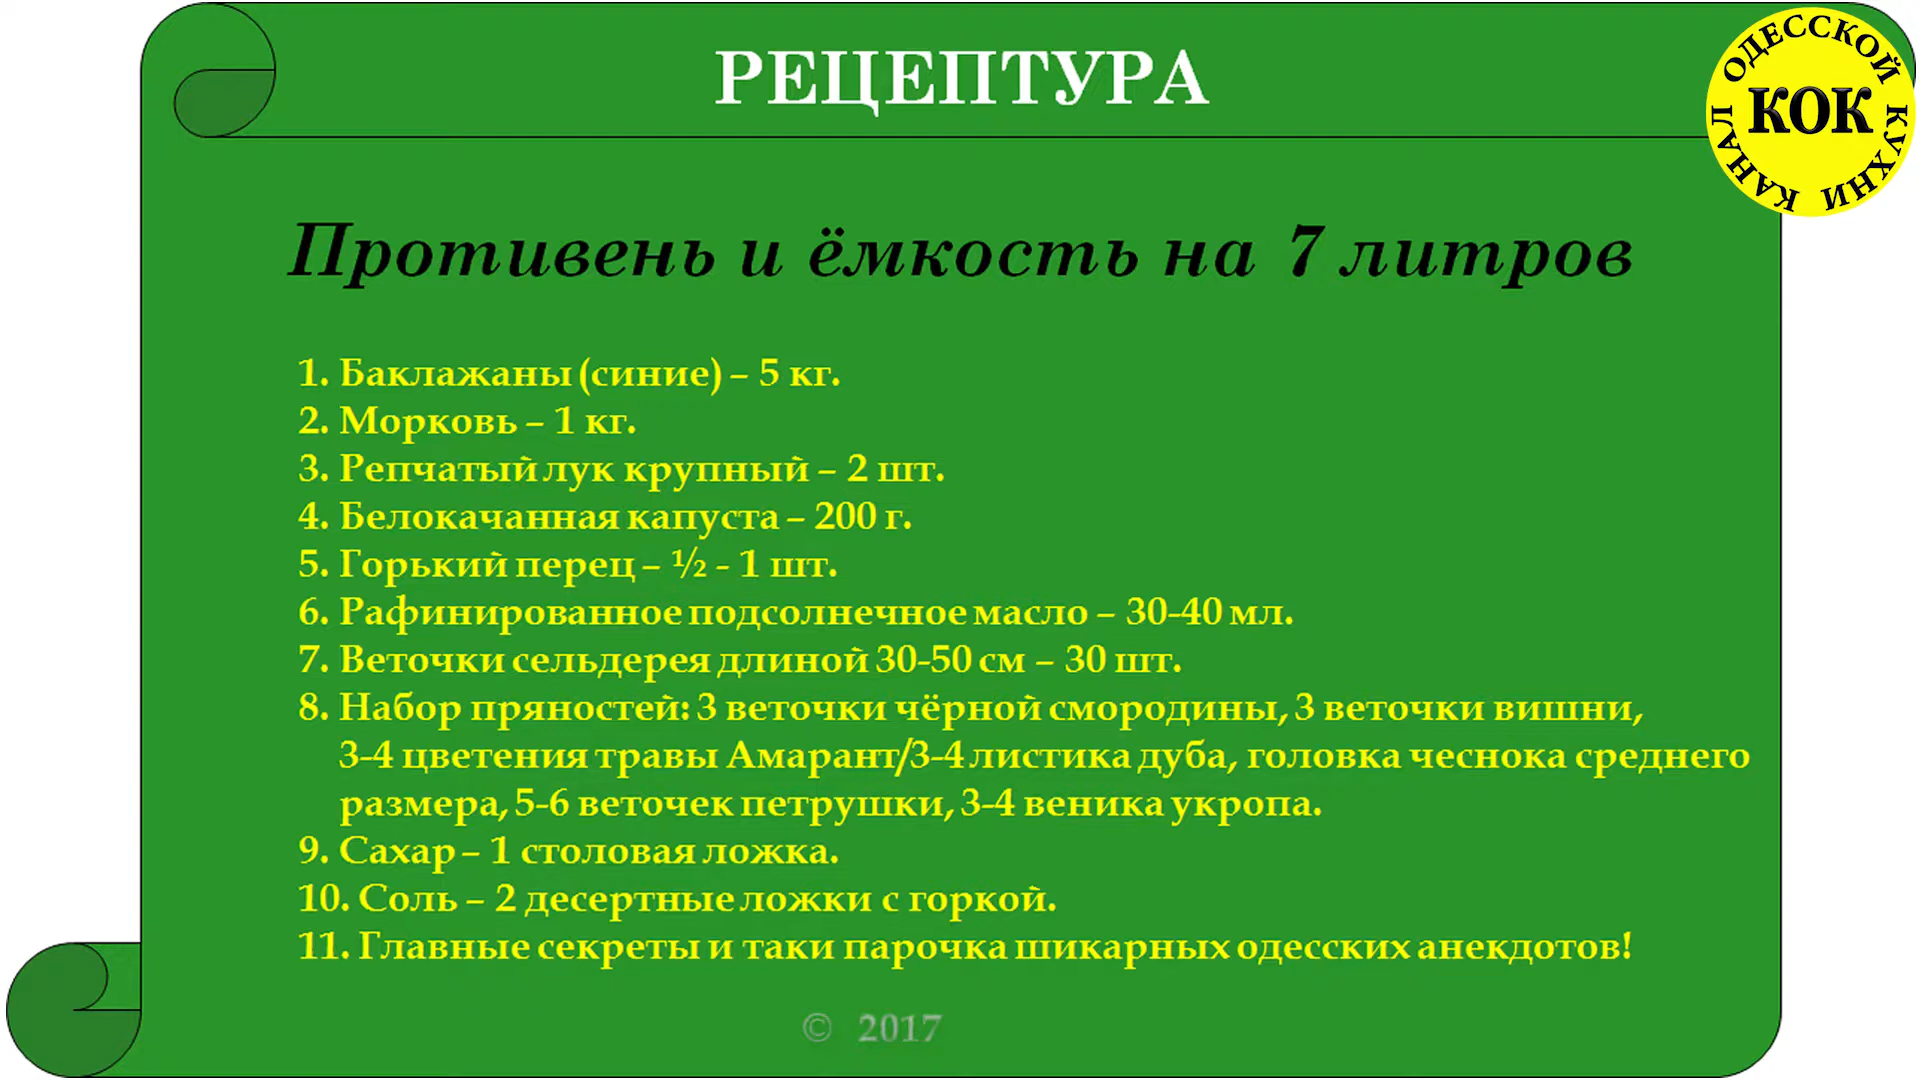 РЕЦЕПТУРА
КАНАЛ ОДЕССКОЙ КУХНИ
КОК
Противень и ёмкость на 7 литров
1. Баклажаны (синие) – 5 кг.
2. Морковь – 1 кг.
3. Репчатый лук крупный – 2 шт.
4. Белокачанная капуста – 200 г.
5. Горький перец – ½ - 1 шт.
6. Рафинированное подсолнечное масло – 30-40 мл.
7. Веточки сельдерея длиной 30-50 см – 30 шт.
8. Набор пряностей: 3 веточки чёрной смородины, 3 веточки вишни,
3-4 цветения травы Амарант/3-4 листика дуба, головка чеснока среднего
размера, 5-6 веточек петрушки, 3-4 веника укропа.
9. Сахар – 1 столовая ложка.
10. Соль – 2 десертные ложки с горкой.
11. Главные секреты и таки парочка шикарных одесских анекдотов!
© 2017